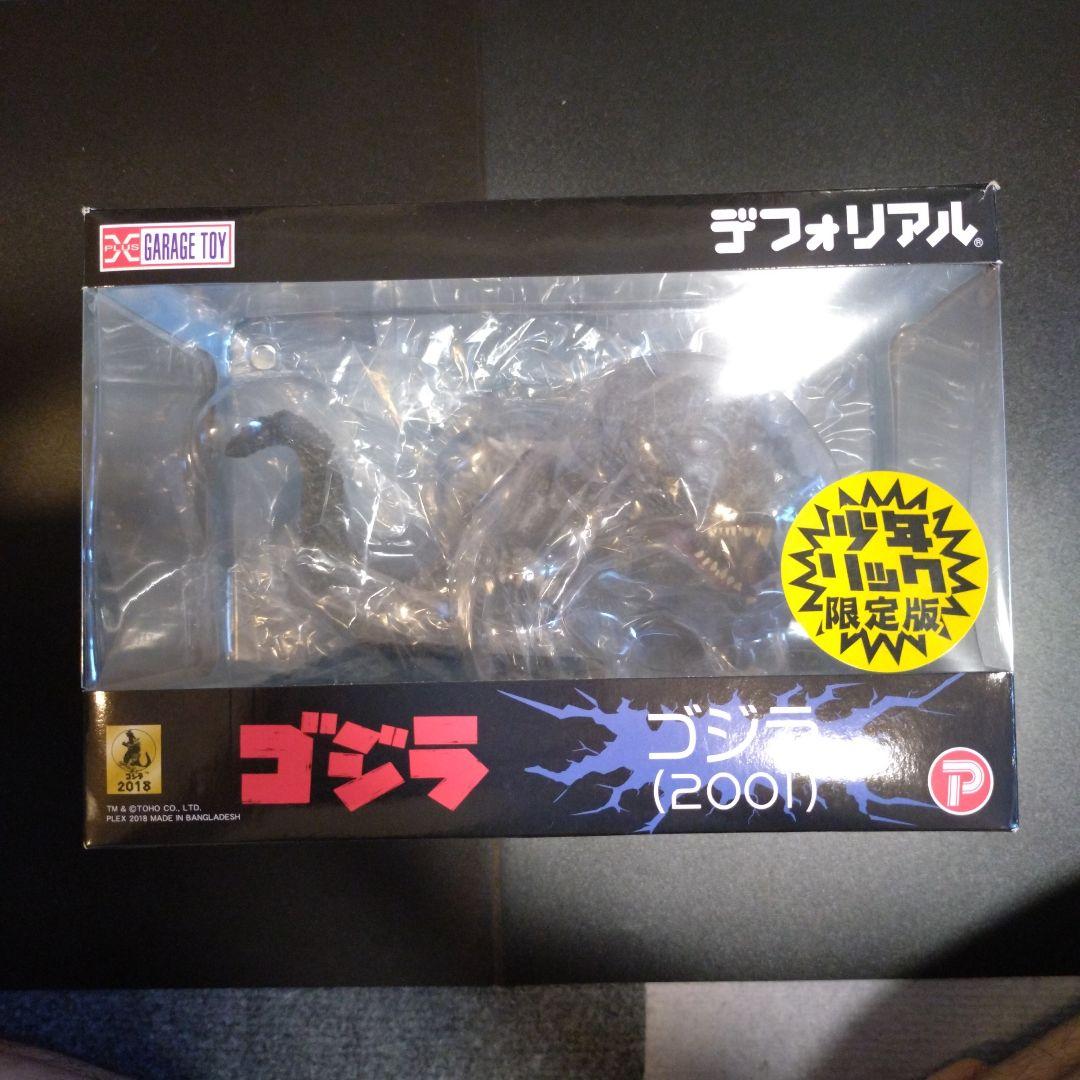 X PLUS GARAGE TOY
デフォリアル®
少年
リック
限定版
ゴジラ
2018
TM & ©TOHO CO., LTD.
PLEX 2018 MADE IN BANGLADESH
ゴジラ
ゴジラ
(2001)
P